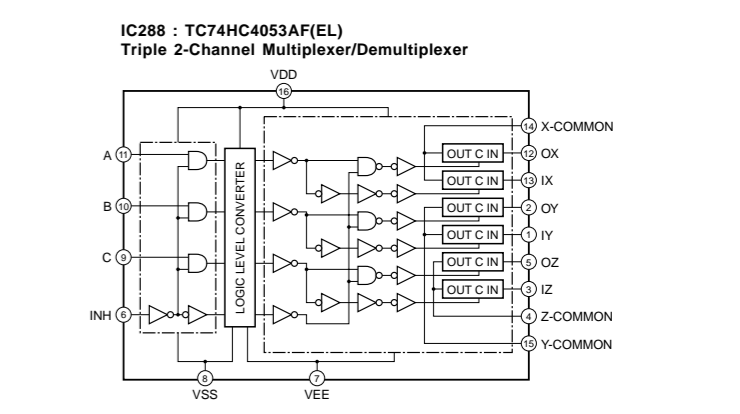 IC288 : TC74HC4053AF(EL)
Triple 2-Channel Multiplexer/Demultiplexer
VDD
16
14 X-COMMON
A 11
OUT C IN 12 OX
OUT C IN 13 IX
B 10
OUT C IN 2 OY
LOGIC LEVEL CONVERTER
OUT C IN 1 IY
C 9
OUT C IN 5 OZ
OUT C IN 3 IZ
INH 6
4 Z-COMMON
15 Y-COMMON
8
7
VSS
VEE